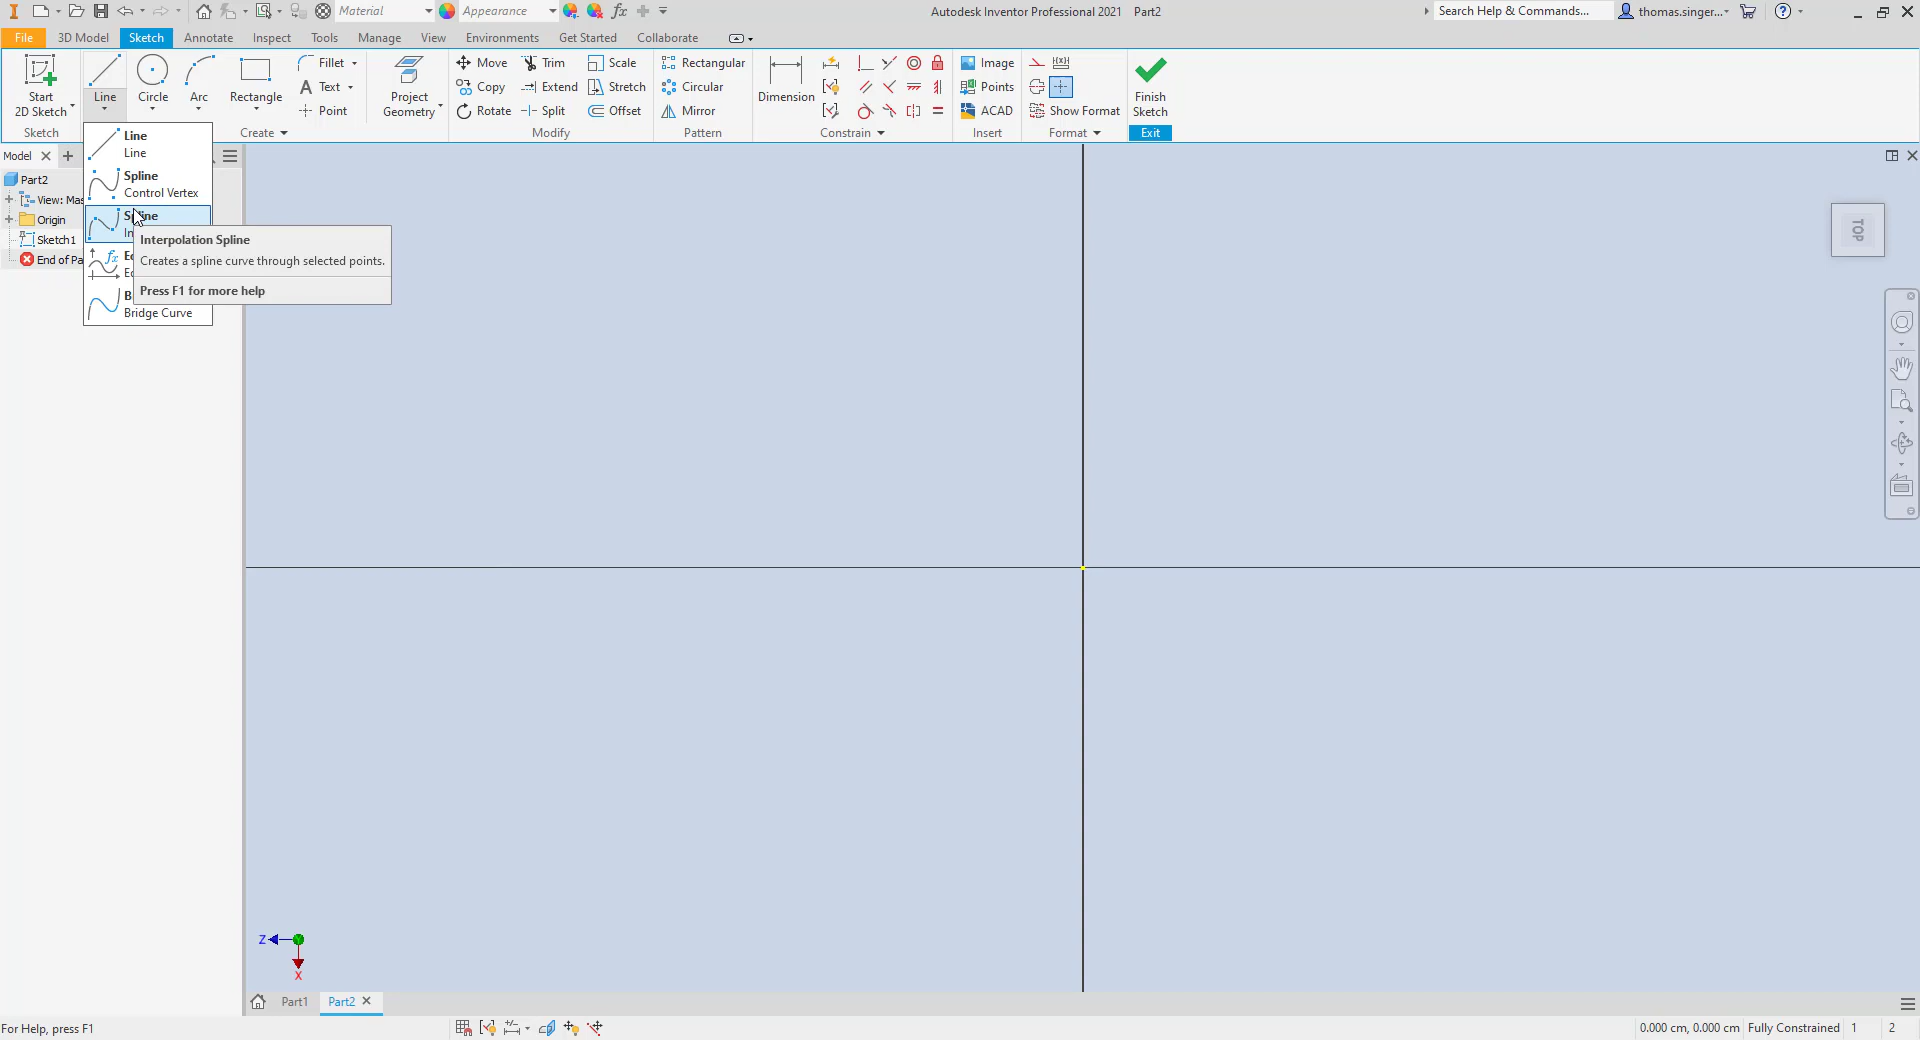 Material
Appearance
Autodesk Inventor Professional 2021 Part2
Search Help & Commands...
thomas.singer...
File
3D Model
Sketch
Annotate
Inspect
Tools
Manage
View
Environments
Get Started
Collaborate
Start
2D Sketch
Line
Circle
Arc
Rectangle
Fillet
Text
Point
Project
Geometry
Move
Copy
Rotate
Trim
Extend
Split
Scale
Stretch
Offset
Rectangular
Circular
Mirror
Dimension
Image
Points
ACAD
Show Format
Finish
Sketch
Sketch
Create
Modify
Pattern
Constrain
Insert
Format
Exit
Model
Part2
View: Mas
Origin
Sketch1
End of Pa
Line
Line
Spline
Control Vertex
Spline
In
Eq
Eq
B
Bridge Curve
Interpolation Spline
Creates a spline curve through selected points.
Press F1 for more help
TOP
Z
X
Part1
Part2
For Help, press F1
0.000 cm, 0.000 cm
Fully Constrained
1
2